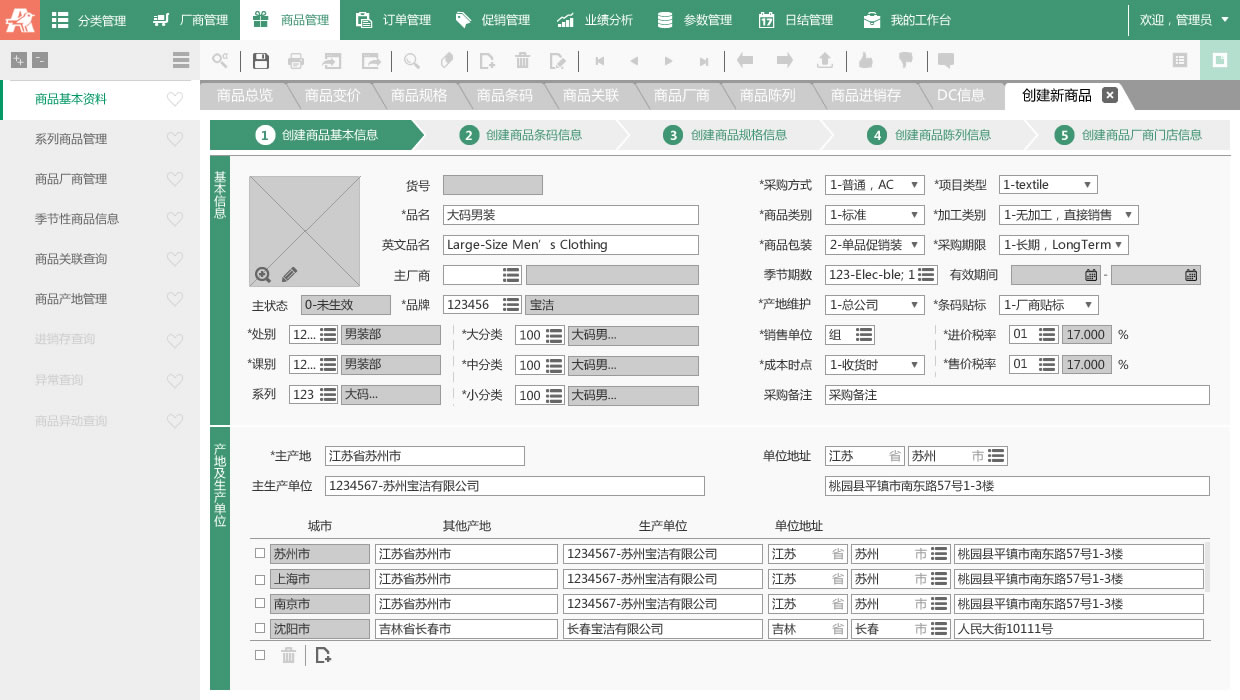 分类管理 厂商管理 商品管理 订单管理 促销管理 业绩分析 参数管理 日结管理 我的工作台 欢迎，管理员
商品总览 商品变价 商品规格 商品条码 商品关联 商品厂商 商品陈列 商品进销存 DC信息 创建新商品
商品基本资料
系列商品管理
商品厂商管理
季节性商品信息
商品关联查询
商品产地管理
进销存查询
异常查询
商品异动查询
1 创建商品基本信息 2 创建商品条码信息 3 创建商品规格信息 4 创建商品陈列信息 5 创建商品厂商门店信息
基本信息
货号 *采购方式 1-普通，AC *项目类型 1-textile
*品名 大码男装 *商品类别 1-标准 *加工类别 1-无加工，直接销售
英文品名 Large-Size Men’s Clothing *商品包装 2-单品促销装 *采购期限 1-长期，LongTerm
主厂商 季节期数 123-Elec-ble; 1 有效期间 -
主状态 0-未生效 *品牌 123456 宝洁 *产地维护 1-总公司 *条码贴标 1-厂商贴标
*处别 12... 男装部 *大分类 100 大码男... *销售单位 组 *进价税率 01 17.000 %
*课别 12... 男装部 *中分类 100 大码男... *成本时点 1-收货时 *售价税率 01 17.000 %
系列 123 大码... *小分类 100 大码男... 采购备注 采购备注
产地及生产单位
*主产地 江苏省苏州市 单位地址 江苏 省 苏州 市
主生产单位 1234567-苏州宝洁有限公司 桃园县平镇市南东路57号1-3楼
城市 其他产地 生产单位 单位地址
苏州市 江苏省苏州市 1234567-苏州宝洁有限公司 江苏 省 苏州 市 桃园县平镇市南东路57号1-3楼
上海市 江苏省苏州市 1234567-苏州宝洁有限公司 江苏 省 苏州 市 桃园县平镇市南东路57号1-3楼
南京市 江苏省苏州市 1234567-苏州宝洁有限公司 江苏 省 苏州 市 桃园县平镇市南东路57号1-3楼
沈阳市 吉林省长春市 长春宝洁有限公司 吉林 省 长春 市 人民大街10111号